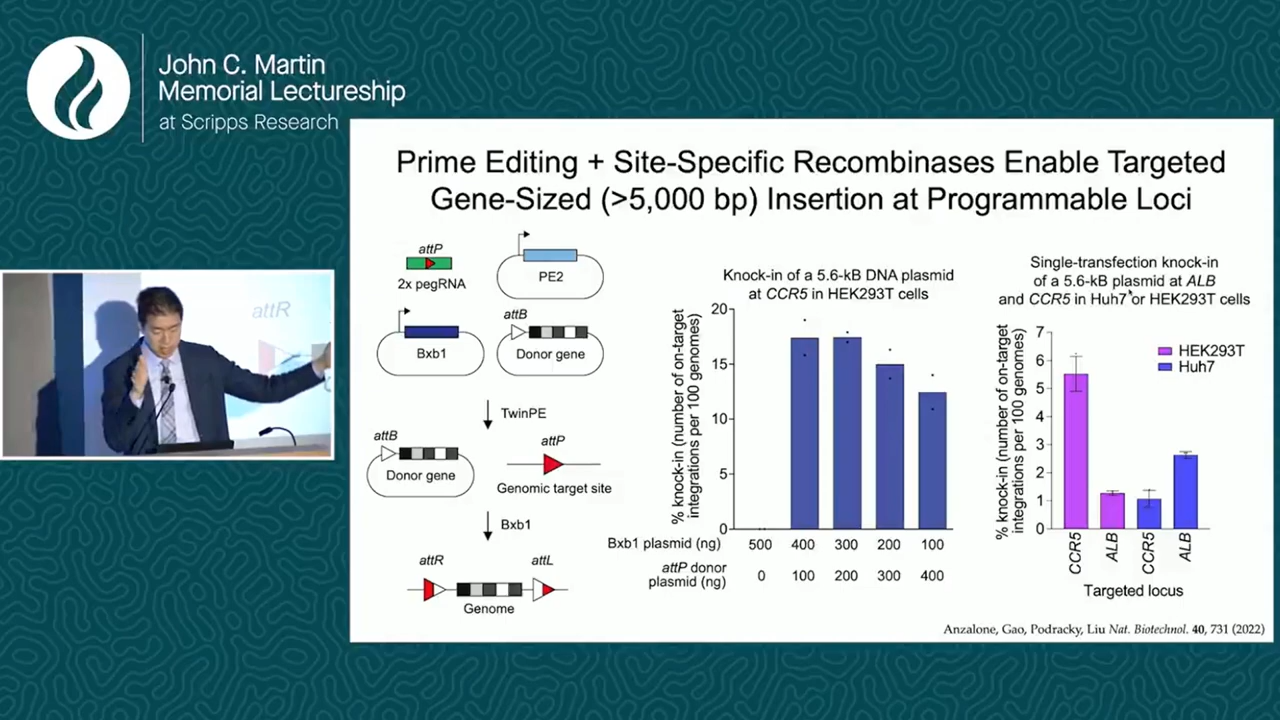 John C. Martin
Memorial Lectureship
at Scripps Research
Prime Editing + Site-Specific Recombinases Enable Targeted
Gene-Sized (>5,000 bp) Insertion at Programmable Loci
attP
2x pegRNA
PE2
Bxb1
attB
Donor gene
TwinPE
attB
Donor gene
attP
Genomic target site
Bxb1
attR
attL
Genome
Knock-in of a 5.6-kB DNA plasmid
at CCR5 in HEK293T cells
% knock-in (number of on-target
integrations per 100 genomes)
20
15
10
5
0
Bxb1 plasmid (ng) 500 400 300 200 100
attP donor
plasmid (ng) 0 100 200 300 400
Single-transfection knock-in
of a 5.6-kB plasmid at ALB
and CCR5 in Huh7 or HEK293T cells
% knock-in (number of on-target
integrations per 100 genomes)
7
6
5
4
3
2
1
0
HEK293T
Huh7
CCR5 ALB CCR5 ALB
Targeted locus
Anzalone, Gao, Podracky, Liu Nat. Biotechnol. 40, 731 (2022)
attR